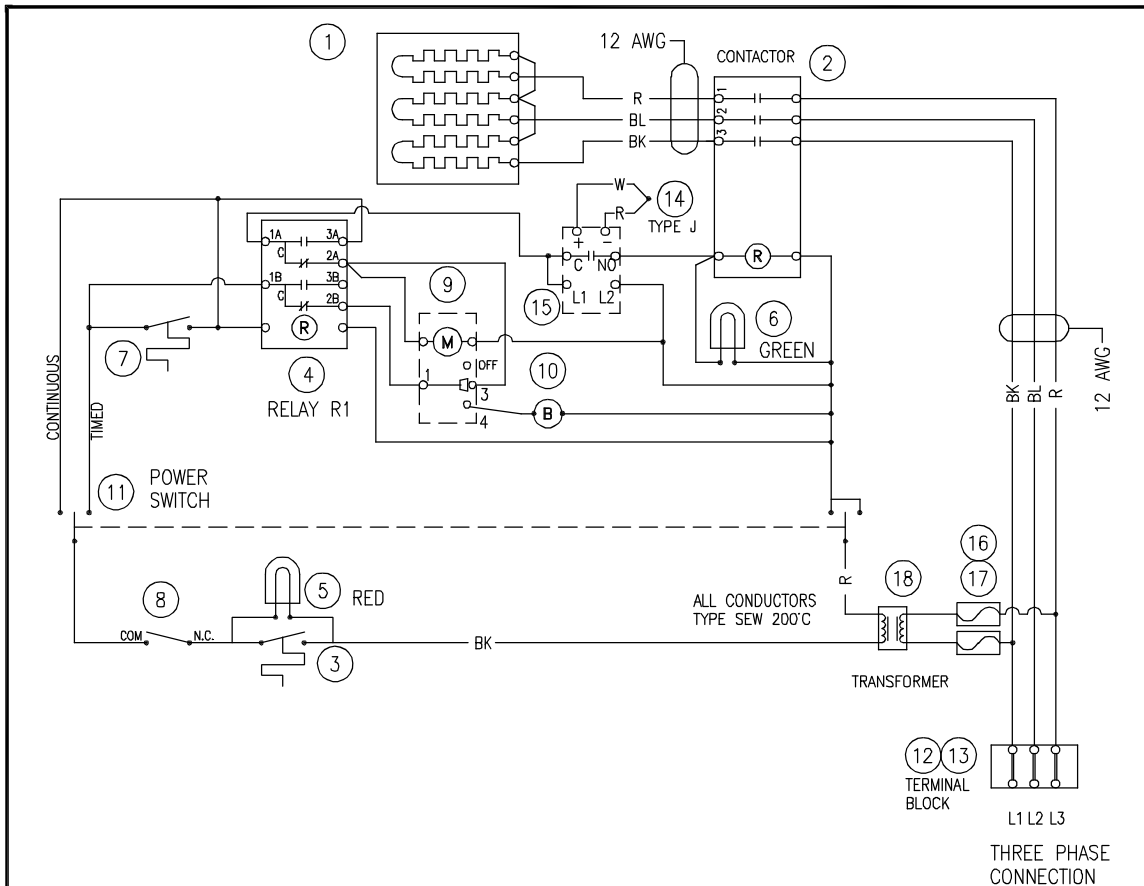 1
12 AWG
CONTACTOR
2
1
2
3
R
BL
BK
W
R
14
TYPE J
+ -
C NO
L1 L2
15
R
1A 3A
C 2A
1B 3B
C 2B
R
9
M
OFF
1
3
4
10
B
6
GREEN
7
4
RELAY R1
CONTINUOUS
TIMED
11
POWER
SWITCH
BK
BL
R
12 AWG
16
17
18
R
5
RED
8
COM N.C.
3
BK
ALL CONDUCTORS
TYPE SEW 200°C
TRANSFORMER
12 13
TERMINAL
BLOCK
L1 L2 L3
THREE PHASE
CONNECTION